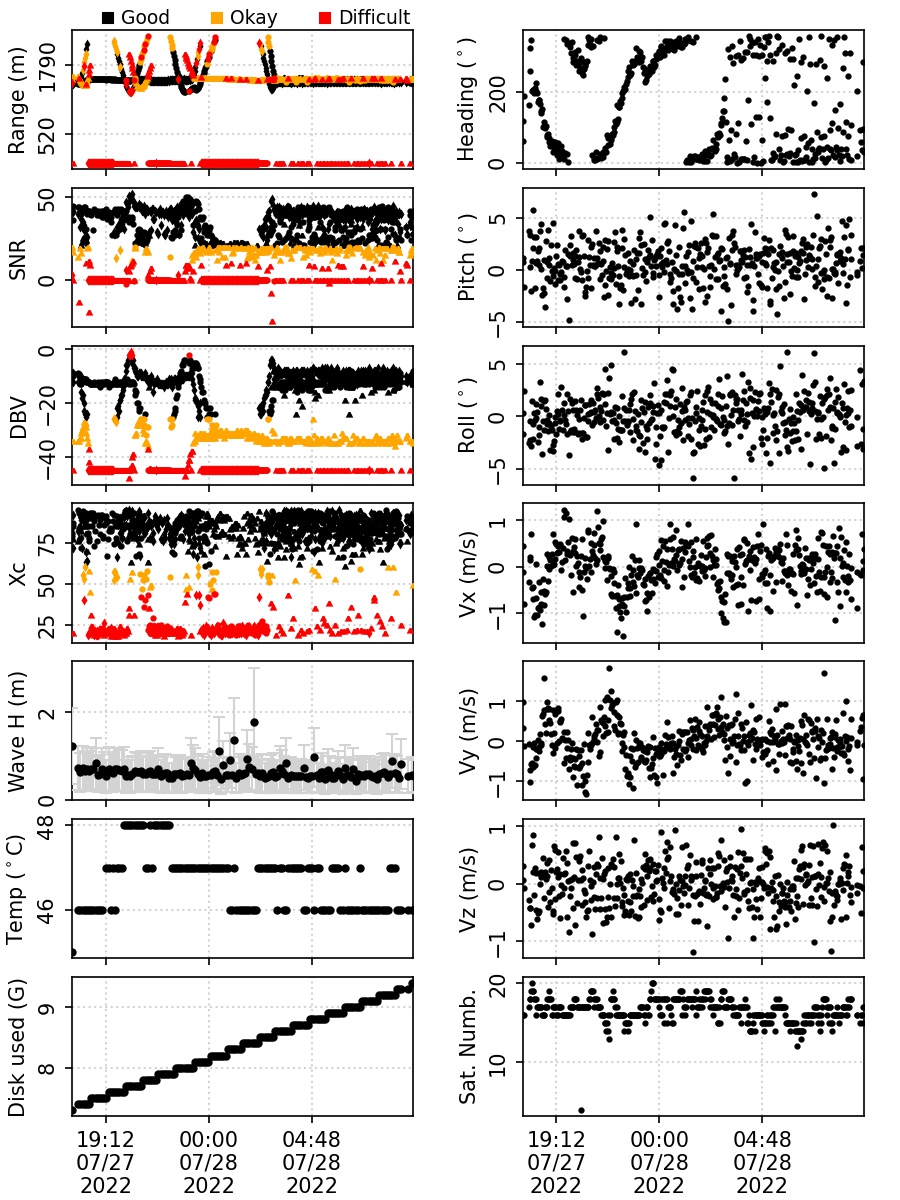 Good Okay Difficult
Range (m)
1790
520
Heading (°)
200
0
SNR
50
0
Pitch (°)
5
0
−5
DBV
0
−20
−40
Roll (°)
5
0
−5
Xc
75
50
25
Vx (m/s)
1
0
−1
Wave H (m)
2
0
Vy (m/s)
1
0
−1
Temp (°C)
48
46
Vz (m/s)
1
0
−1
Disk used (G)
9
8
Sat. Numb.
20
10
19:12 00:00 04:48
07/27 07/28 07/28
2022 2022 2022
19:12 00:00 04:48
07/27 07/28 07/28
2022 2022 2022